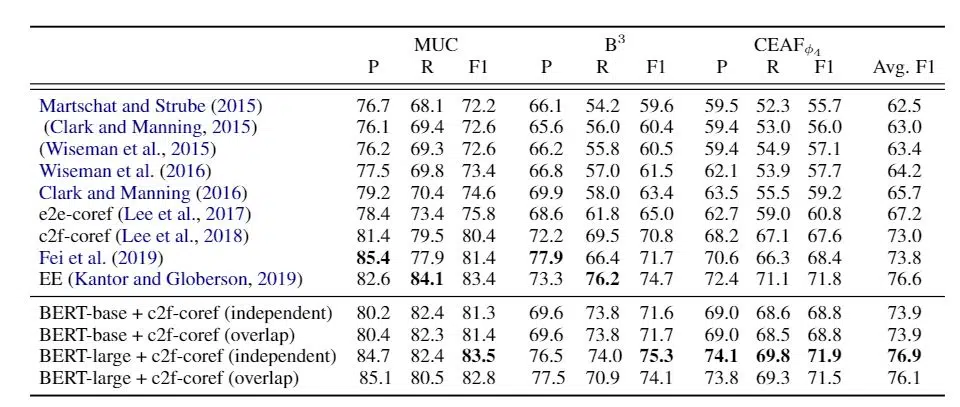 MUC B³ CEAFϕ₄
P R F1 P R F1 P R F1 Avg. F1
Martschat and Strube (2015) 76.7 68.1 72.2 66.1 54.2 59.6 59.5 52.3 55.7 62.5
(Clark and Manning, 2015) 76.1 69.4 72.6 65.6 56.0 60.4 59.4 53.0 56.0 63.0
(Wiseman et al., 2015) 76.2 69.3 72.6 66.2 55.8 60.5 59.4 54.9 57.1 63.4
Wiseman et al. (2016) 77.5 69.8 73.4 66.8 57.0 61.5 62.1 53.9 57.7 64.2
Clark and Manning (2016) 79.2 70.4 74.6 69.9 58.0 63.4 63.5 55.5 59.2 65.7
e2e-coref (Lee et al., 2017) 78.4 73.4 75.8 68.6 61.8 65.0 62.7 59.0 60.8 67.2
c2f-coref (Lee et al., 2018) 81.4 79.5 80.4 72.2 69.5 70.8 68.2 67.1 67.6 73.0
Fei et al. (2019) 85.4 77.9 81.4 77.9 66.4 71.7 70.6 66.3 68.4 73.8
EE (Kantor and Globerson, 2019) 82.6 84.1 83.4 73.3 76.2 74.7 72.4 71.1 71.8 76.6
BERT-base + c2f-coref (independent) 80.2 82.4 81.3 69.6 73.8 71.6 69.0 68.6 68.8 73.9
BERT-base + c2f-coref (overlap) 80.4 82.3 81.4 69.6 73.8 71.7 69.0 68.5 68.8 73.9
BERT-large + c2f-coref (independent) 84.7 82.4 83.5 76.5 74.0 75.3 74.1 69.8 71.9 76.9
BERT-large + c2f-coref (overlap) 85.1 80.5 82.8 77.5 70.9 74.1 73.8 69.3 71.5 76.1